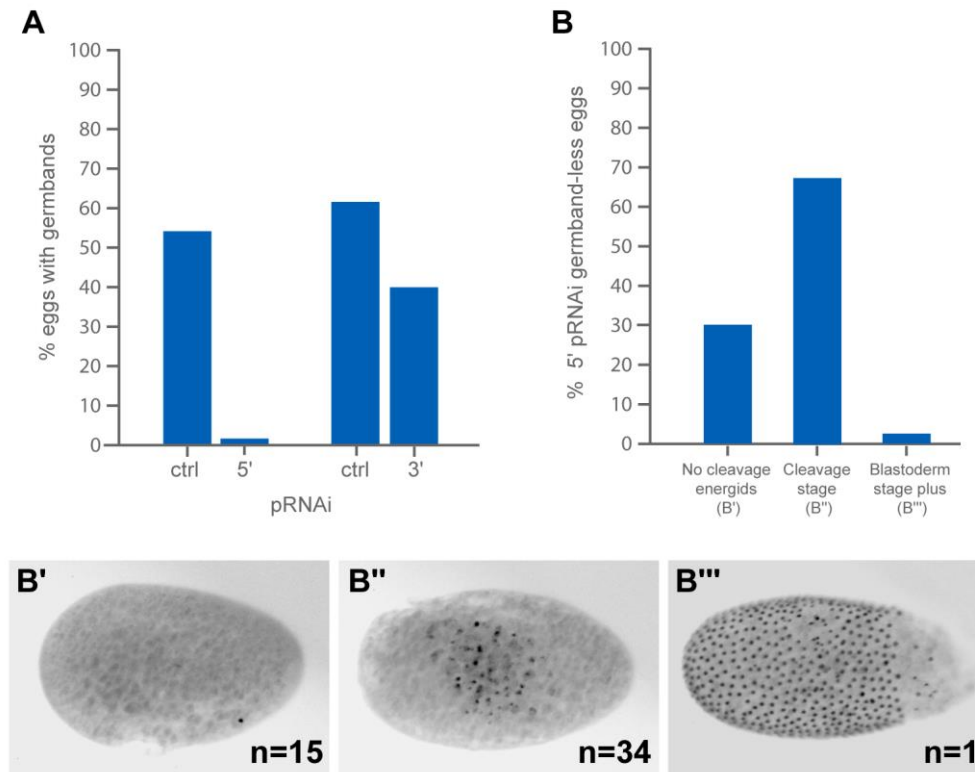 A
% eggs with germbands
100
90
80
70
60
50
40
30
20
10
0
ctrl 5' ctrl 3'
pRNAi
B
% 5' pRNAi germband-less eggs
100
90
80
70
60
50
40
30
20
10
0
No cleavage energids (B')
Cleavage stage (B'')
Blastoderm stage plus (B''')
B'
n=15
B''
n=34
B'''
n=1